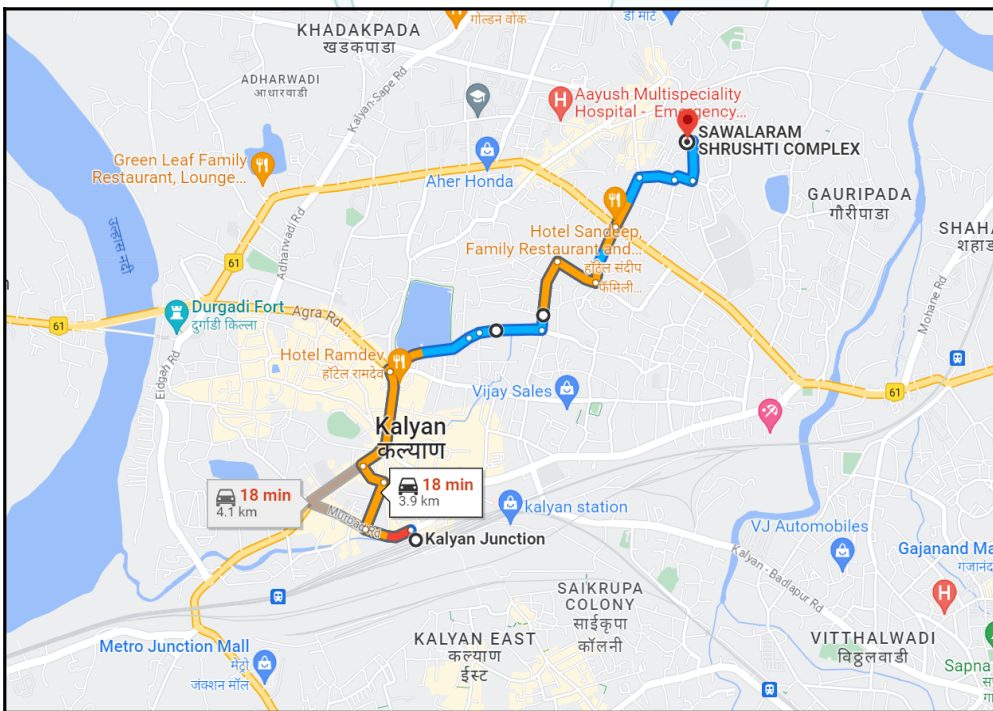 KHADAKPADA
खडकपाडा
गोल्डन वोक
डी मार्ट
ADHARWADI
आधारवाडी
Kalyan-Sape Rd
Aayush Multispeciality
Hospital - Emergency...
SAWALARAM
SHRUSHTI COMPLEX
Green Leaf Family
Restaurant, Lounge...
Aher Honda
GAURIPADA
गौरीपाडा
SHAHA
शहाड
उल्हास नदी
Adharwadi Rd
Hotel Sandeep,
Family Restaurant and...
हॉटेल संदीप
फॅमिली...
61
Mohane Rd
Durgadi Fort
दुर्गाडी किल्ला
Agra Rd
61
Eidgah Rd
Hotel Ramdev
हॉटेल रामदेव
Vijay Sales
61
Kalyan
कल्याण
18 min
4.1 km
18 min
3.9 km
Murbad Rd
Kalyan Junction
kalyan station
VJ Automobiles
Kalyan - Badlapur Rd
Gajanand Ma
गजानंद
SAIKRUPA
COLONY
साईकृपा
कॉलनी
KALYAN EAST
कल्याण
ईस्ट
VITTHALWADI
विठ्ठलवाडी
Metro Junction Mall
मेट्रो
जंक्शन मॉल
Sapna